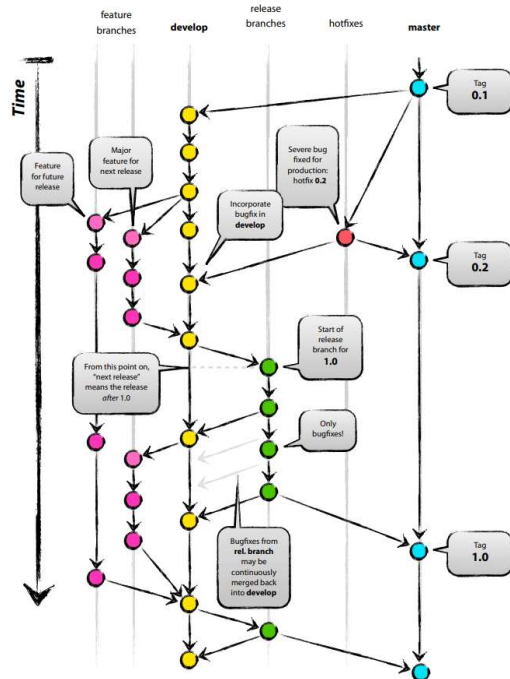 feature
branches
develop
release
branches
hotfixes
master
Time
Tag
0.1
Major
feature for
next release
Severe bug
fixed for
production:
hotfix 0.2
Feature
for future
release
Incorporate
bugfix in
develop
Tag
0.2
Start of
release
branch for
1.0
From this point on,
“next release”
means the release
after 1.0
Only
bugfixes!
Bugfixes from
rel. branch
may be
continuously
merged back
into develop
Tag
1.0